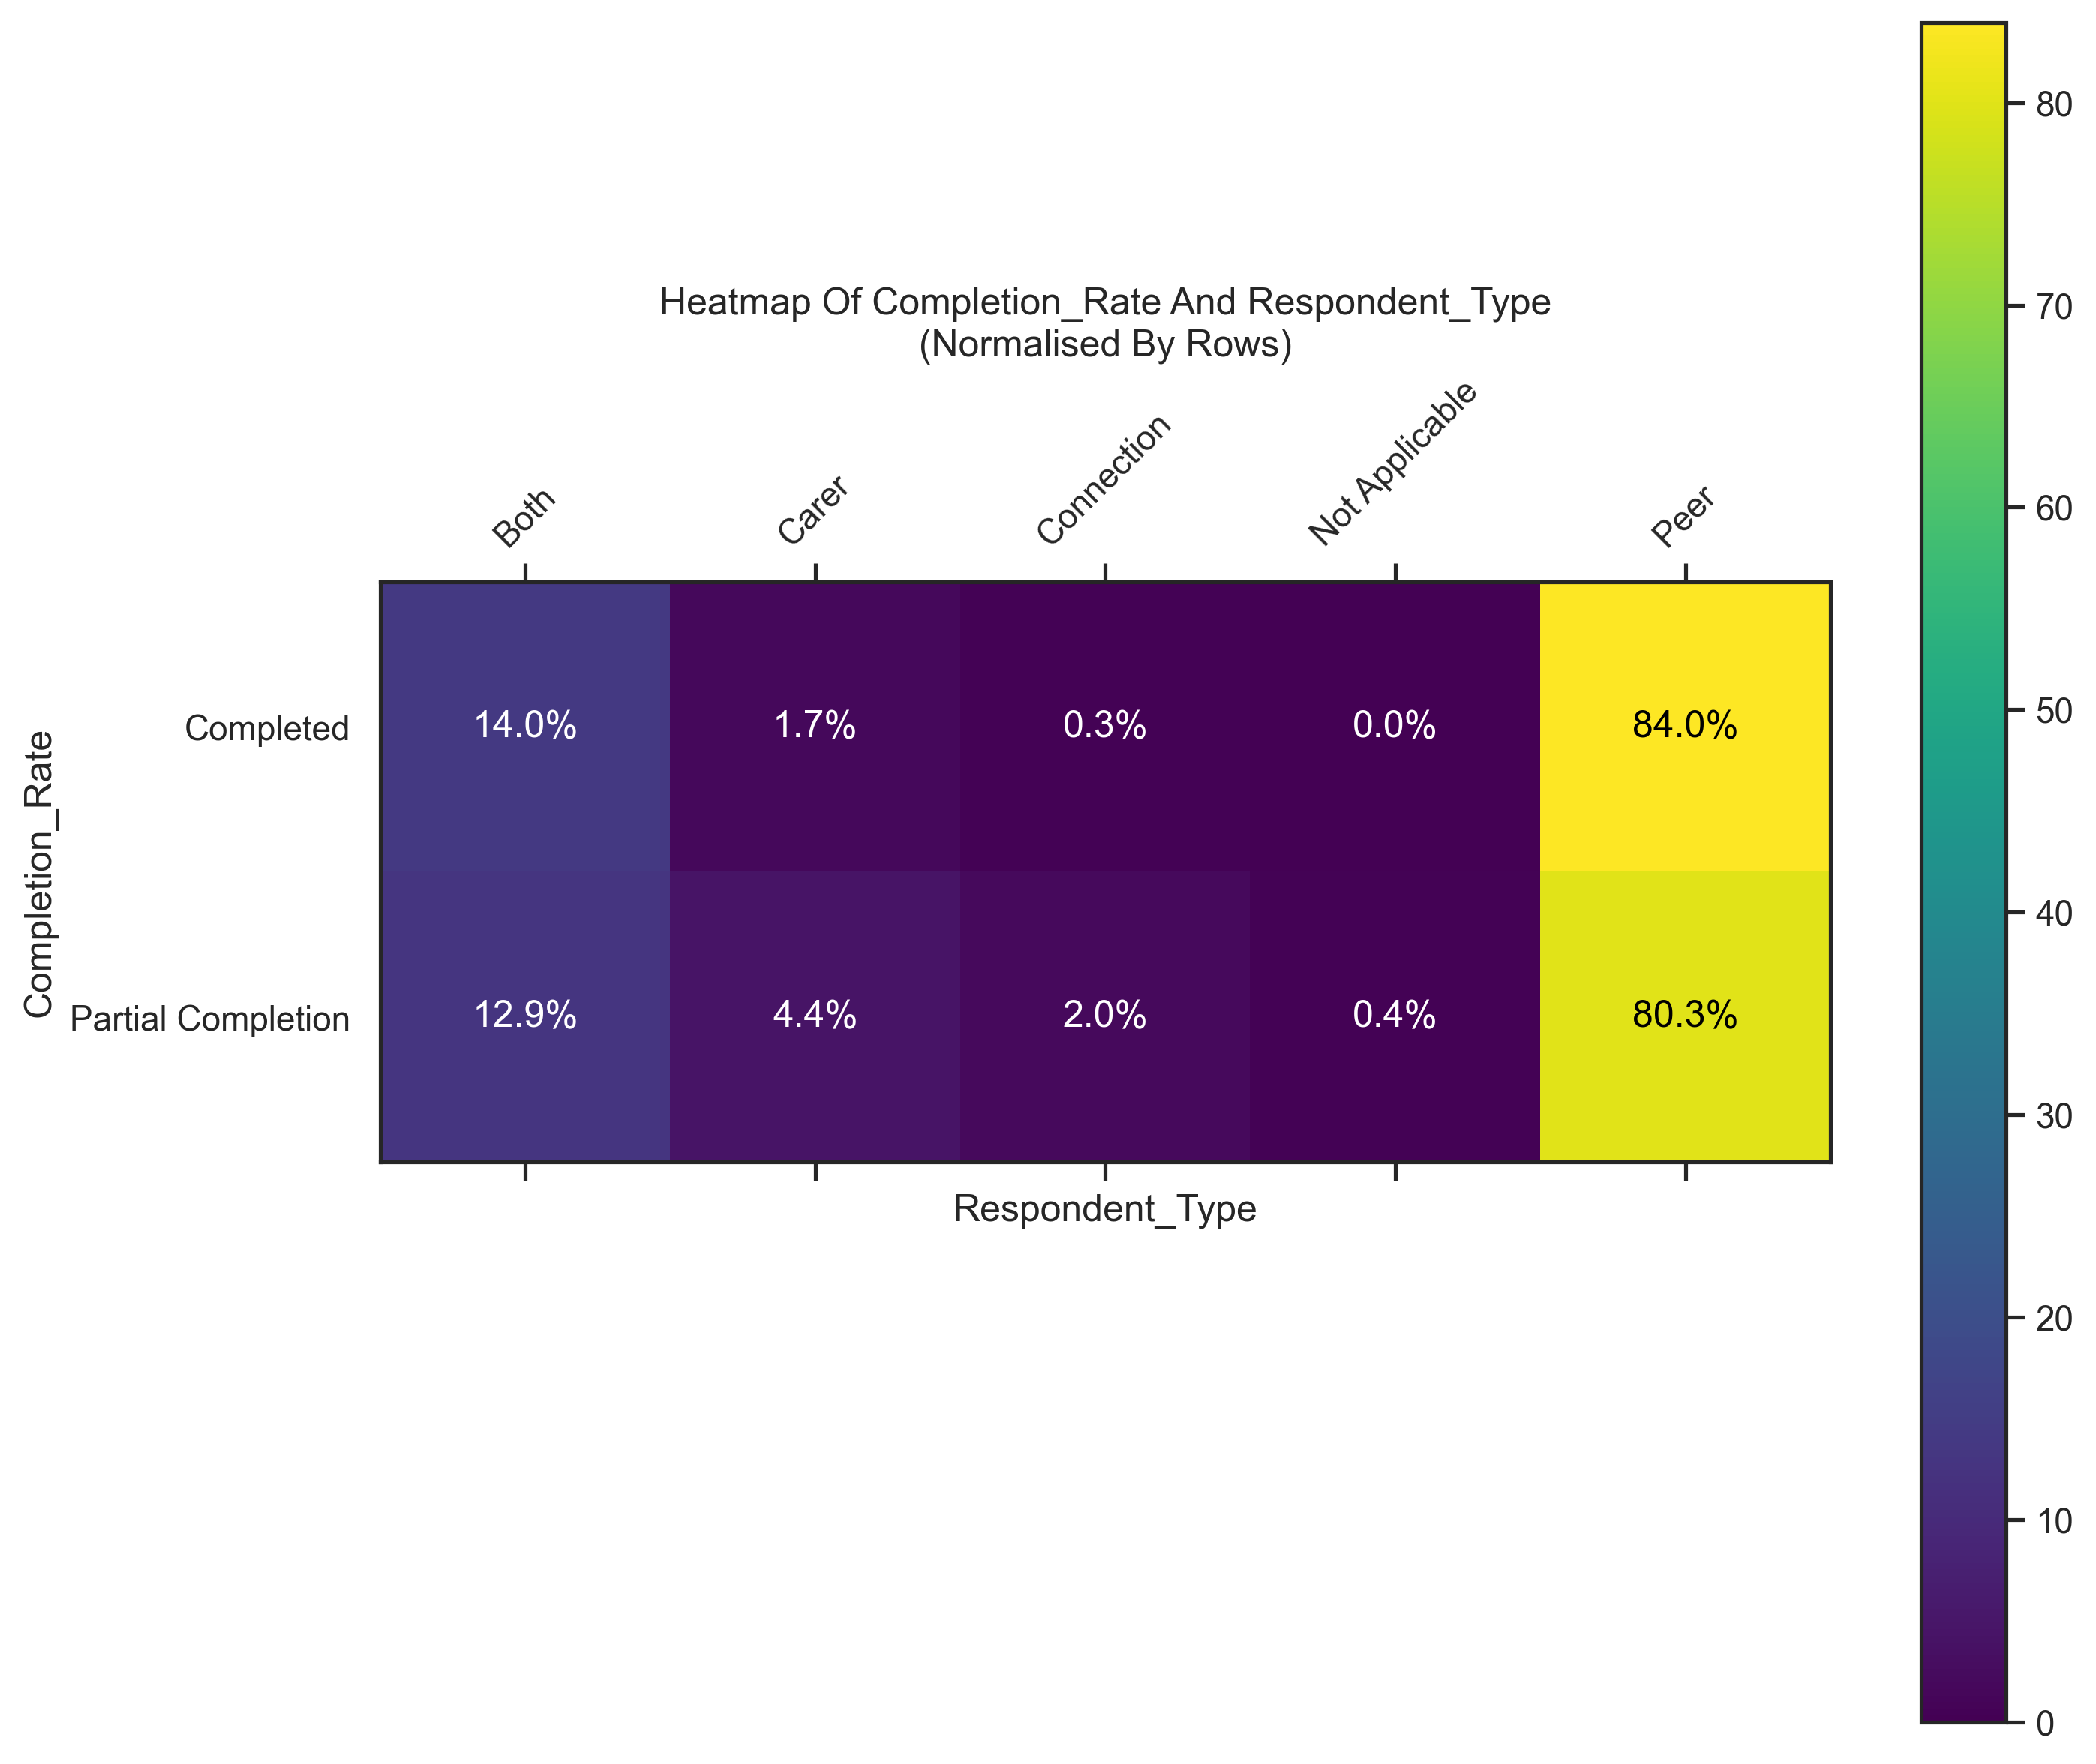 Heatmap Of Completion_Rate And Respondent_Type
(Normalised By Rows)
Both
Carer
Connection
Not Applicable
Peer
Completion_Rate
Completed
14.0%
1.7%
0.3%
0.0%
84.0%
Partial Completion
12.9%
4.4%
2.0%
0.4%
80.3%
Respondent_Type
80
70
60
50
40
30
20
10
0